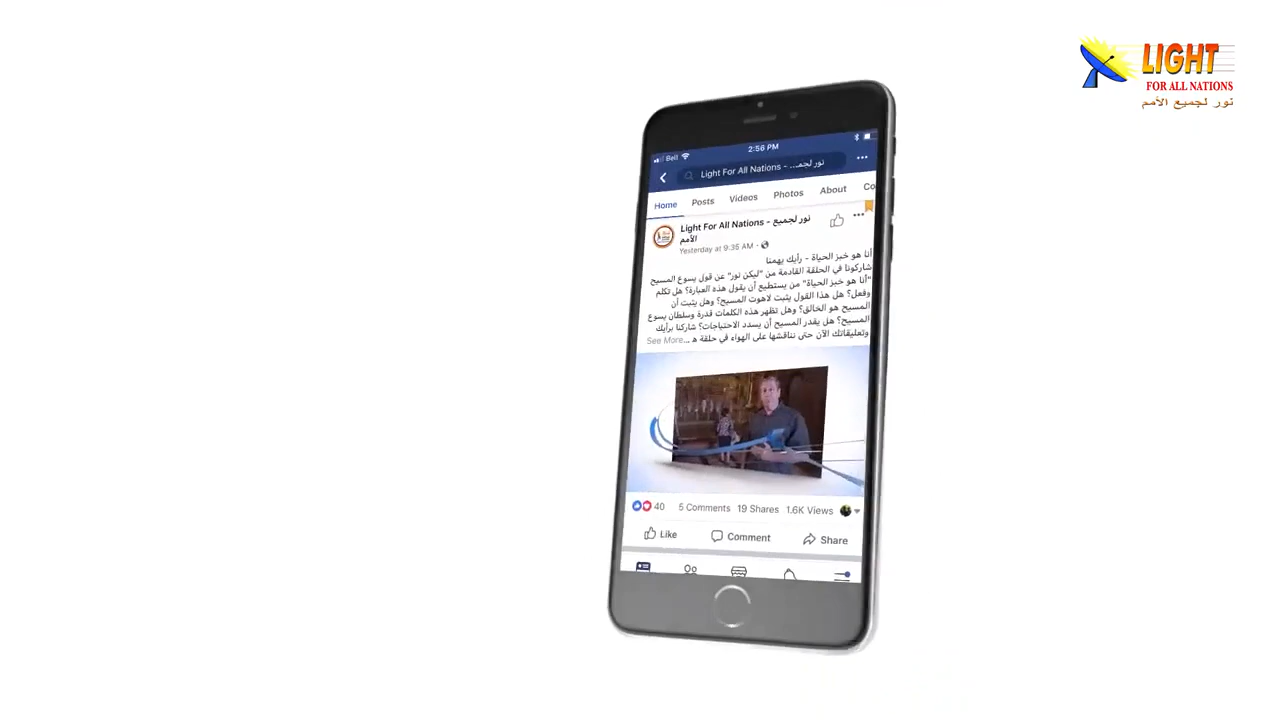 LIGHT
FOR ALL NATIONS
نور لجميع الأمم
Bell
2:56 PM
Light For All Nations - ...نور لجمي
Home Posts Videos Photos About Co
Light For All Nations - نور لجميع
الأمم
Yesterday at 9:35 AM
أنا هو خبز الحياة - رأيك يهمنا
شاركونا في الحلقة القادمة من "ليكن نور" عن قول يسوع المسيح
"أنا هو خبز الحياة" من يستطيع أن يقول هذه العبارة؟ هل تكلم
وفعل؟ هل هذا القول يثبت لاهوت المسيح؟ وهل يثبت أن
المسيح هو الخالق؟ وهل تظهر هذه الكلمات قدرة وسلطان يسوع
المسيح؟ هل يقدر المسيح أن يسدد الاحتياجات؟ شاركنا برأيك
وتعليقاتك الآن حتى نناقشها على الهواء في حلقة ه... See More
40 5 Comments 19 Shares 1.6K Views
Like Comment Share